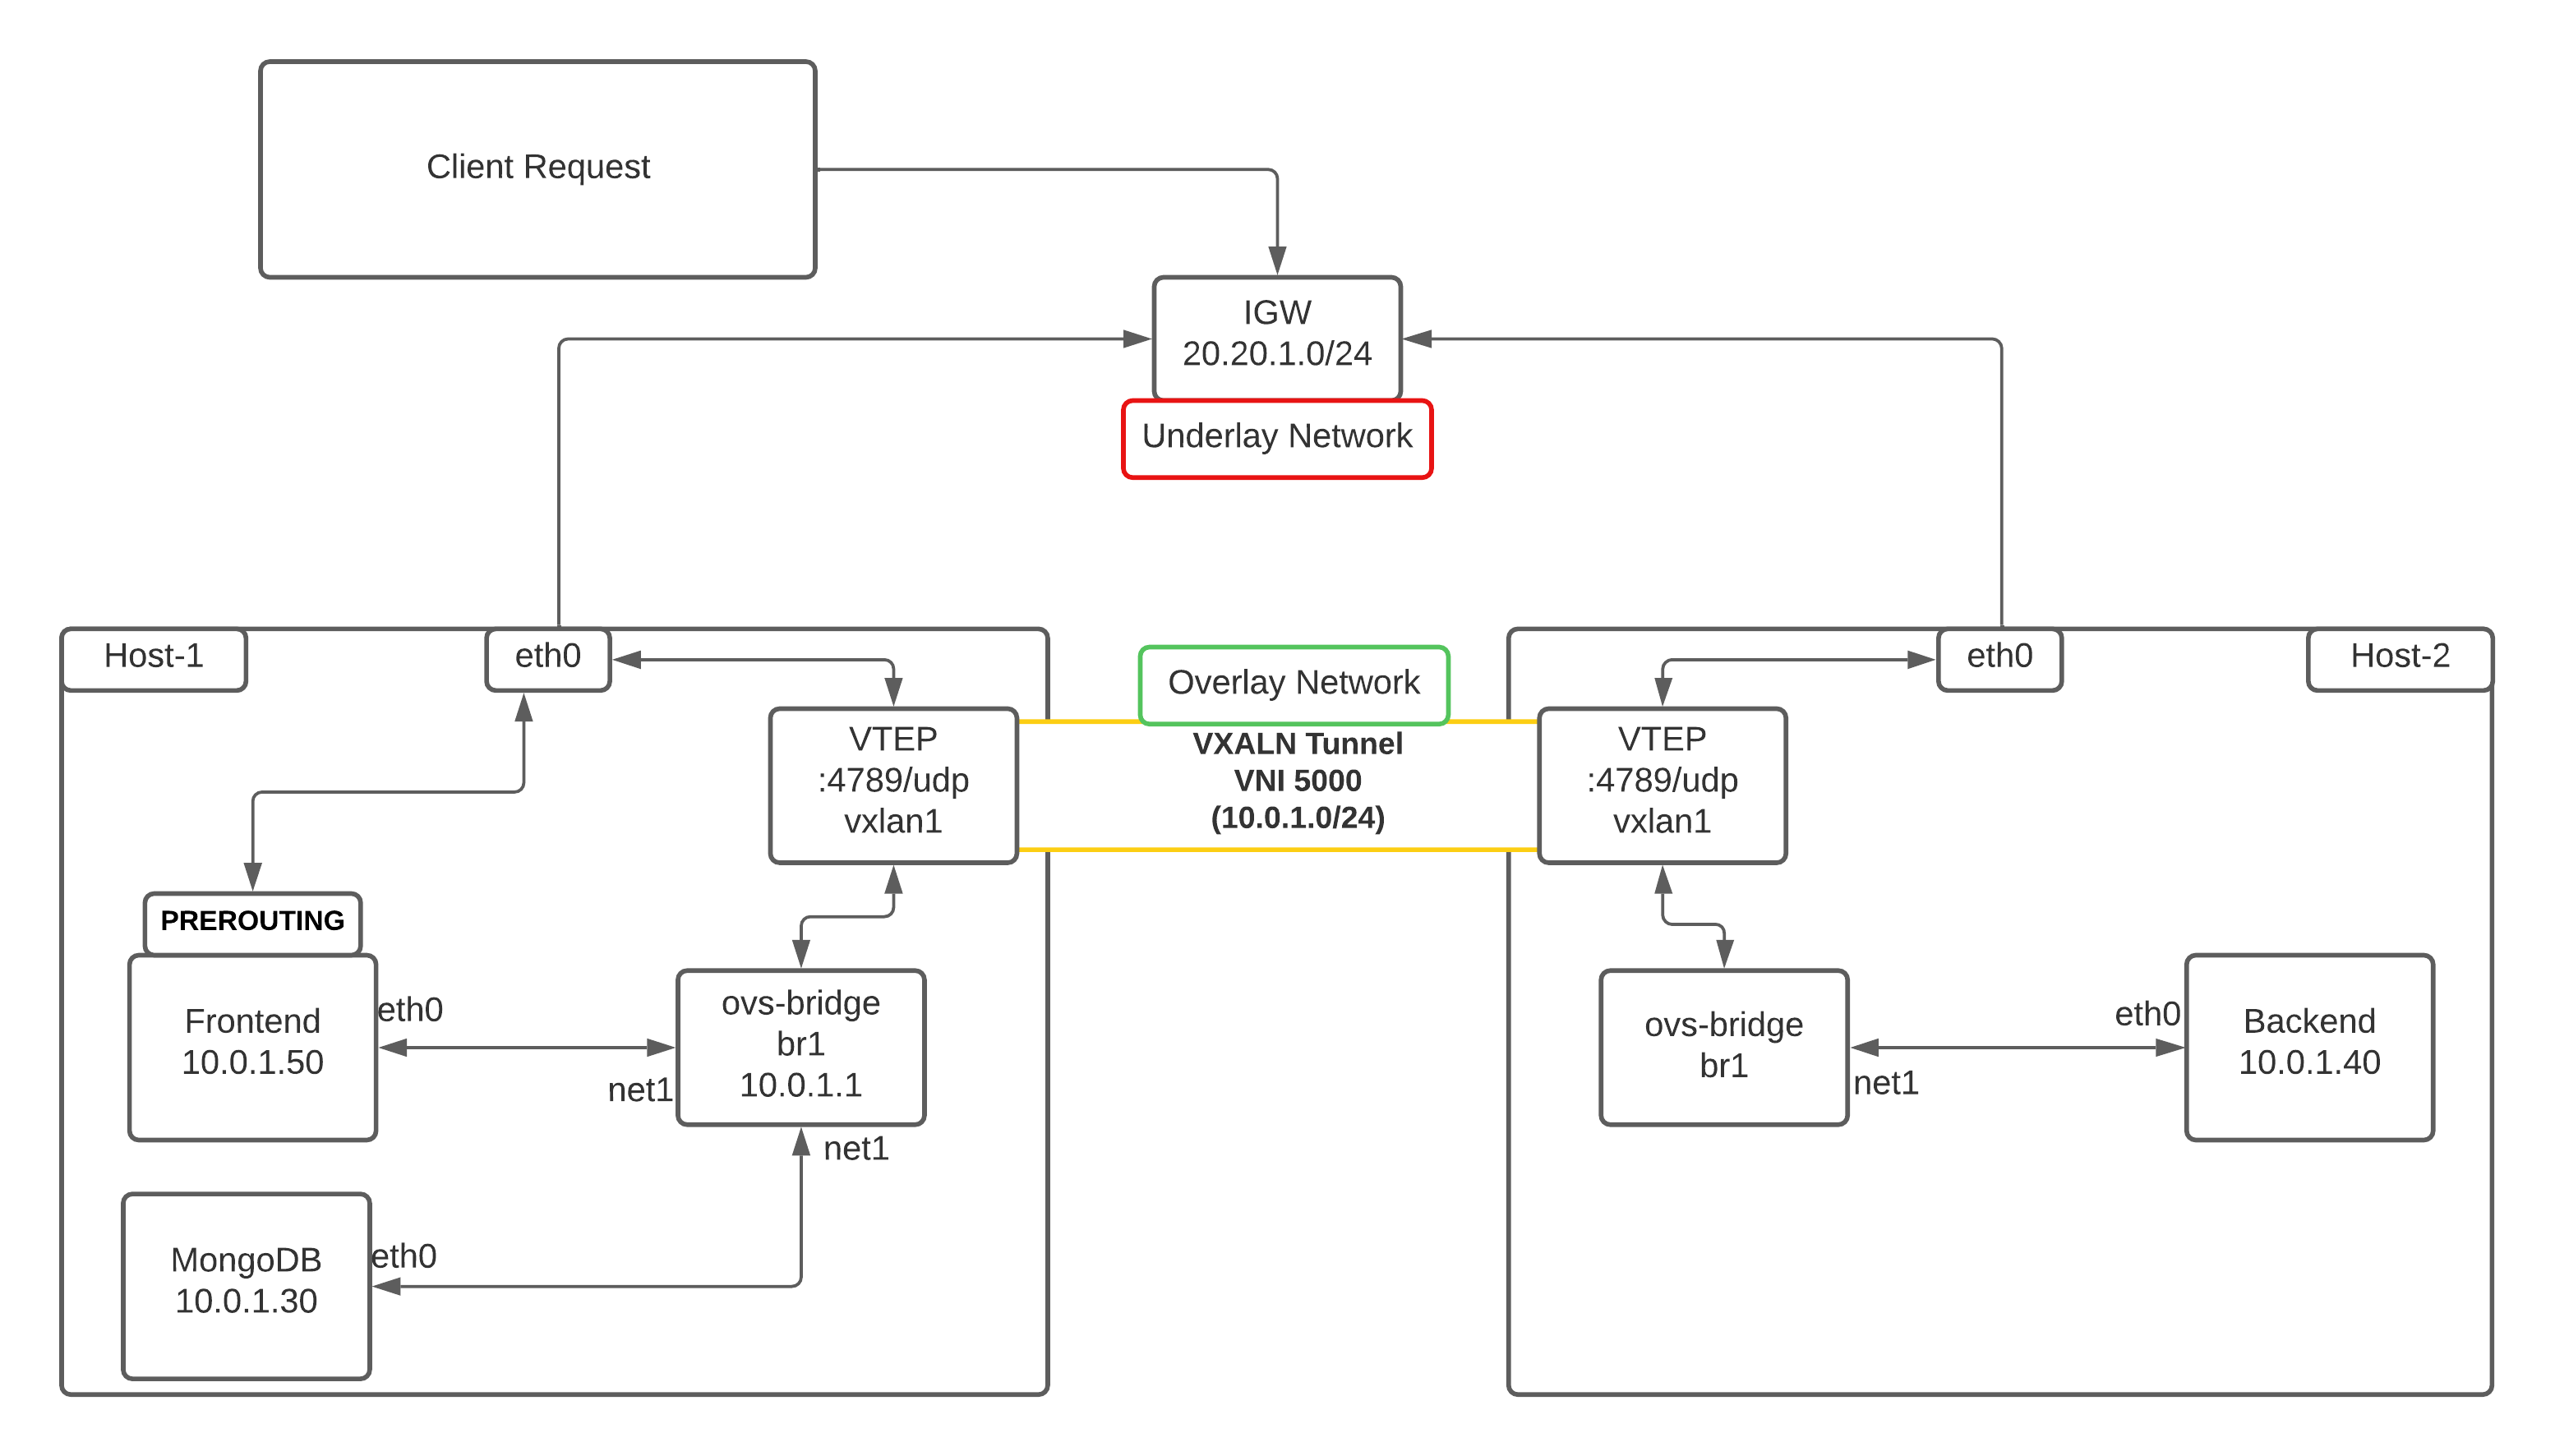 Client Request
IGW
20.20.1.0/24
Underlay Network
Host-1
eth0
eth0
Host-2
Overlay Network
VTEP
:4789/udp
vxlan1
VXALN Tunnel
VNI 5000
(10.0.1.0/24)
VTEP
:4789/udp
vxlan1
PREROUTING
Frontend
10.0.1.50
eth0
net1
ovs-bridge
br1
10.0.1.1
net1
ovs-bridge
br1
net1
eth0
Backend
10.0.1.40
MongoDB
10.0.1.30
eth0